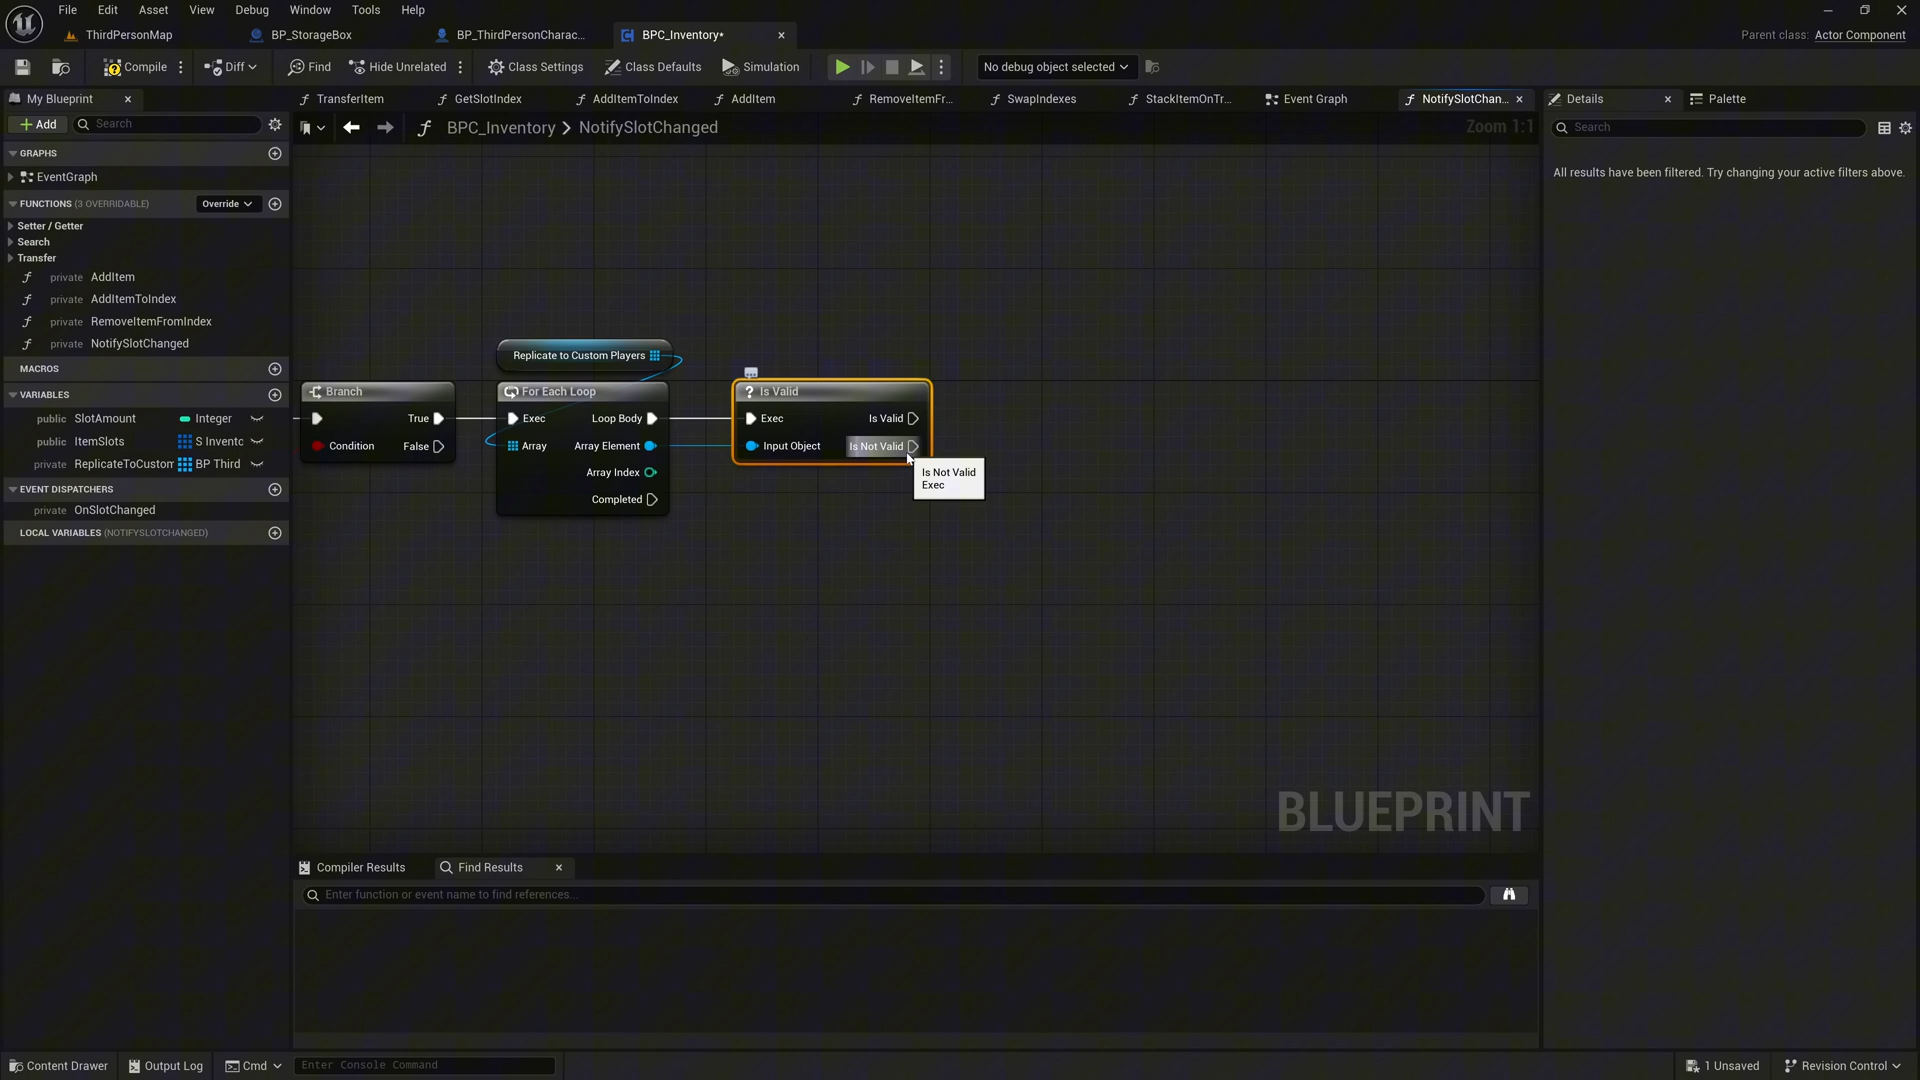 File Edit Asset View Debug Window Tools Help
ThirdPersonMap BP_StorageBox BP_ThirdPersonCharac... BPC_Inventory* Parent class: Actor Component
Compile Diff Find Hide Unrelated Class Settings Class Defaults Simulation No debug object selected
My Blueprint TransferItem GetSlotIndex AddItemToIndex AddItem RemoveItemFr... SwapIndexes StackItemOnTr... Event Graph NotifySlotChan... Details Palette
Add Search BPC_Inventory > NotifySlotChanged Zoom 1:1 Search
GRAPHS
EventGraph
All results have been filtered. Try changing your active filters above.
FUNCTIONS (3 OVERRIDABLE) Override
Setter / Getter
Search
Transfer
private AddItem
private AddItemToIndex
private RemoveItemFromIndex
private NotifySlotChanged
MACROS
VARIABLES
public SlotAmount Integer
public ItemSlots S Invento
private ReplicateToCustom BP Third
EVENT DISPATCHERS
private OnSlotChanged
LOCAL VARIABLES (NOTIFYSLOTCHANGED)
Replicate to Custom Players
Branch
True
Condition False
For Each Loop
Exec Loop Body
Array Array Element
Array Index
Completed
Is Valid
Exec Is Valid
Input Object Is Not Valid
Is Not Valid
Exec
BLUEPRINT
Compiler Results Find Results
Enter function or event name to find references...
Content Drawer Output Log Cmd Enter Console Command 1 Unsaved Revision Control